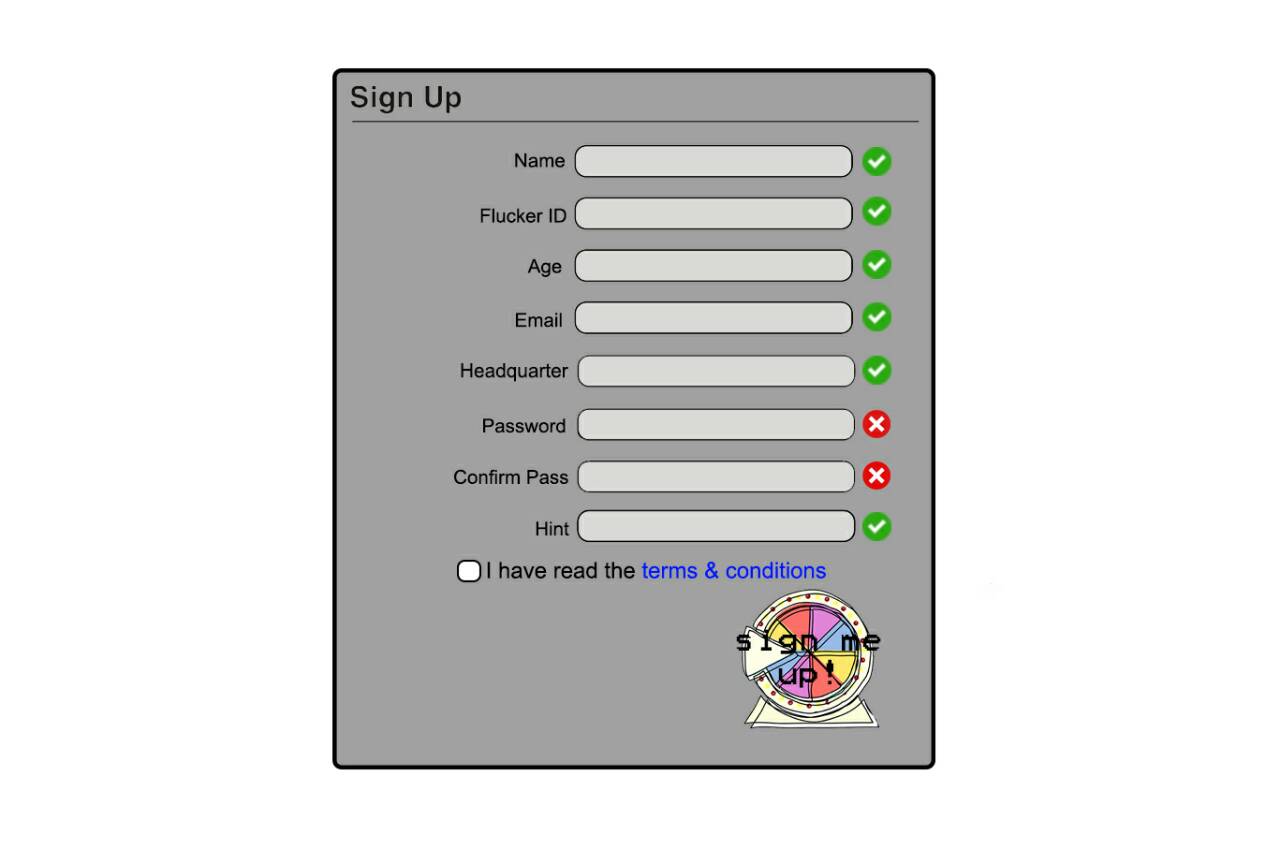 Sign Up
Name
Flucker ID
Age
Email
Headquarter
Password
Confirm Pass
Hint
I have read the terms & conditions
sign me
up!